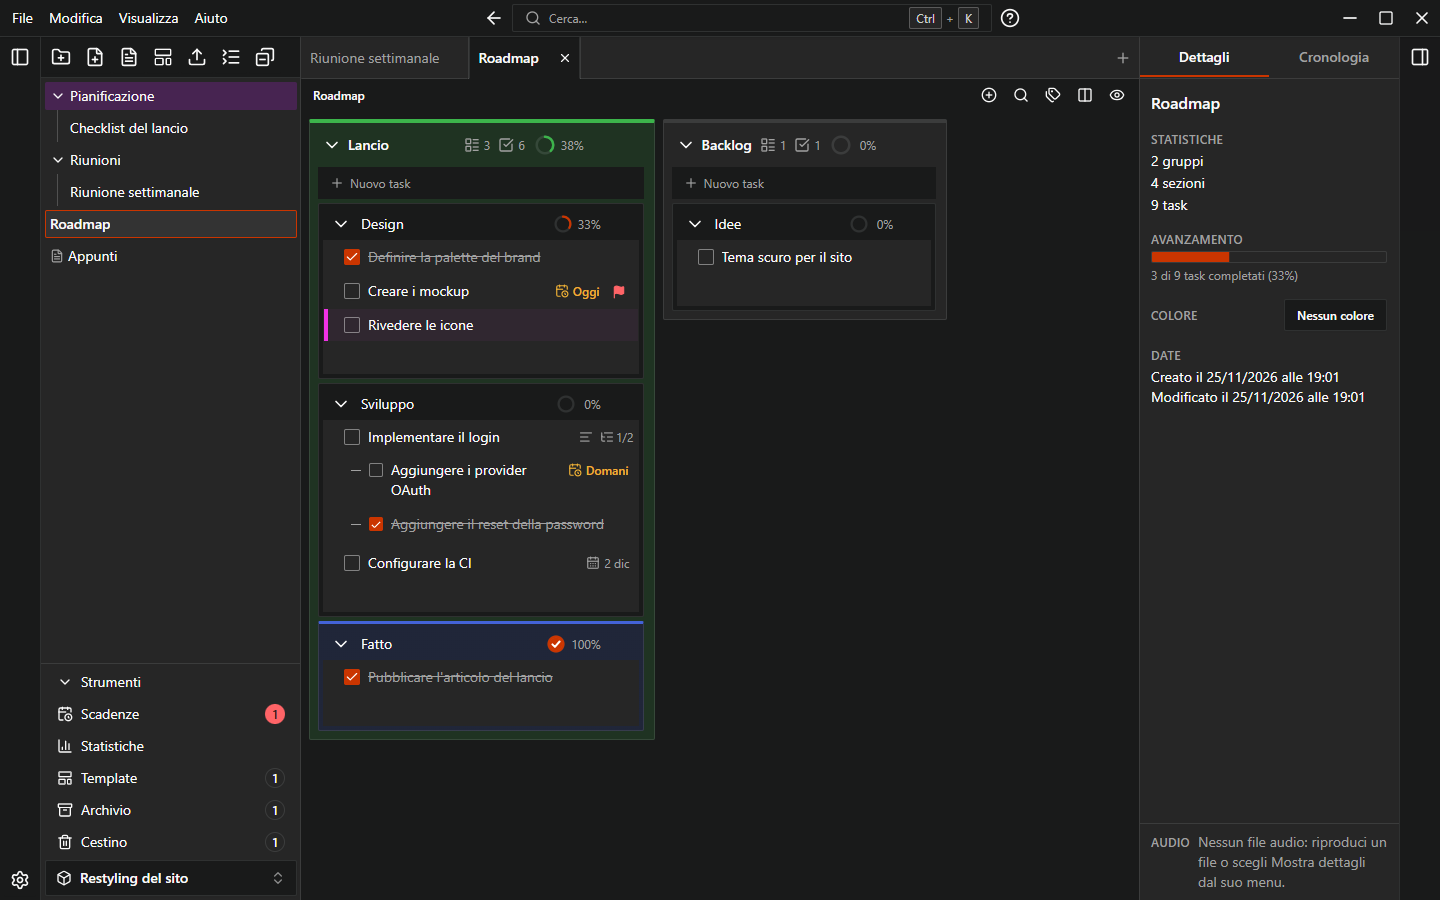 File Modifica Visualizza Aiuto
Cerca... Ctrl + K
Pianificazione
Checklist del lancio
Riunioni
Riunione settimanale
Roadmap
Appunti
Strumenti
Scadenze 1
Statistiche
Template 1
Archivio 1
Cestino 1
Restyling del sito
Riunione settimanale Roadmap
Roadmap
Lancio 3 6 38%
Nuovo task
Design 33%
Definire la palette del brand
Creare i mockup Oggi
Rivedere le icone
Sviluppo 0%
Implementare il login 1/2
Aggiungere i provider Domani
OAuth
Aggiungere il reset della password
Configurare la CI 2 dic
Fatto 100%
Pubblicare l'articolo del lancio
Backlog 1 1 0%
Nuovo task
Idee 0%
Tema scuro per il sito
Dettagli Cronologia
Roadmap
STATISTICHE
2 gruppi
4 sezioni
9 task
AVANZAMENTO
3 di 9 task completati (33%)
COLORE Nessun colore
DATE
Creato il 25/11/2026 alle 19:01
Modificato il 25/11/2026 alle 19:01
AUDIO Nessun file audio: riproduci un
file o scegli Mostra dettagli
dal suo menu.